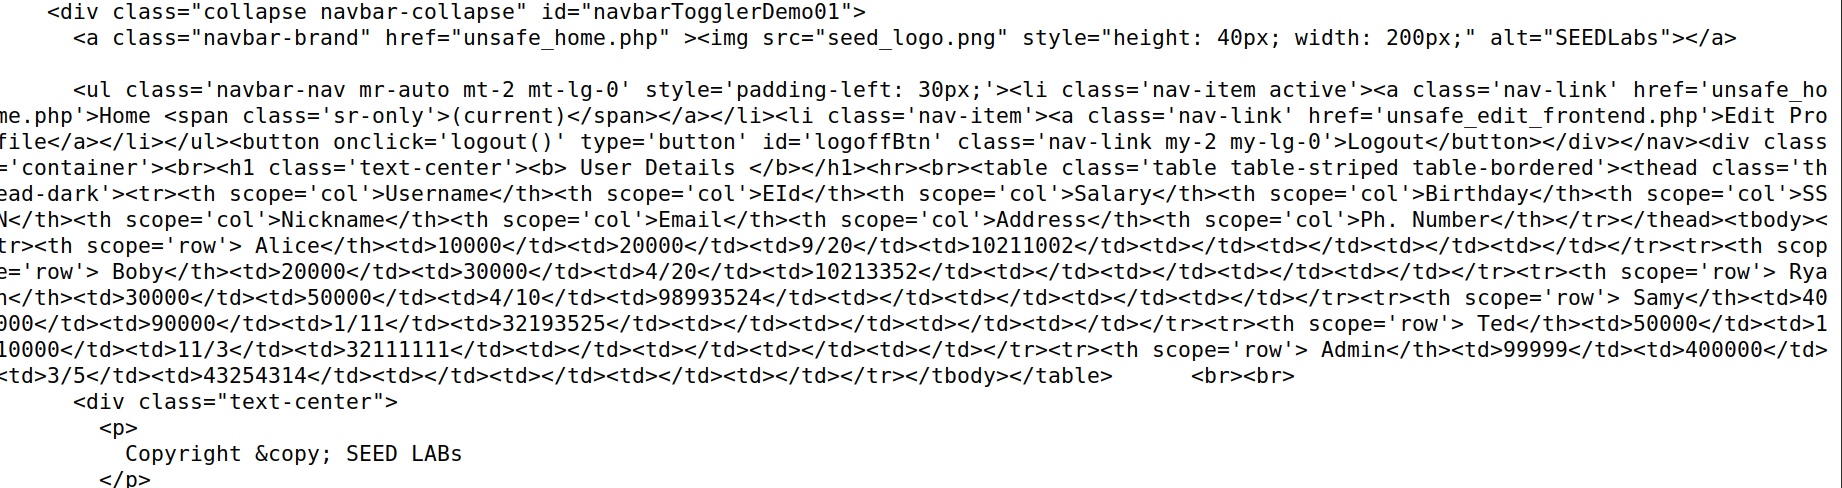 <div class="collapse navbar-collapse" id="navbarTogglerDemo01">
<a class="navbar-brand" href="unsafe_home.php" ><img src="seed_logo.png" style="height: 40px; width: 200px;" alt="SEEDLabs"></a>
<ul class='navbar-nav mr-auto mt-2 mt-lg-0' style='padding-left: 30px;'><li class='nav-item active'><a class='nav-link' href='unsafe_ho
me.php'>Home <span class='sr-only'>(current)</span></a></li><li class='nav-item'><a class='nav-link' href='unsafe_edit_frontend.php'>Edit Pro
file</a></li></ul><button onclick='logout()' type='button' id='logoffBtn' class='nav-link my-2 my-lg-0'>Logout</button></div></nav><div class
='container'><br><h1 class='text-center'><b> User Details </b></h1><hr><br><table class='table table-striped table-bordered'><thead class='th
ead-dark'><tr><th scope='col'>Username</th><th scope='col'>EId</th><th scope='col'>Salary</th><th scope='col'>Birthday</th><th scope='col'>SS
N</th><th scope='col'>Nickname</th><th scope='col'>Email</th><th scope='col'>Address</th><th scope='col'>Ph. Number</th></tr></thead><tbody><
tr><th scope='row'> Alice</th><td>10000</td><td>20000</td><td>9/20</td><td>10211002</td><td></td><td></td><td></td><td></td></tr><tr><th scop
e='row'> Boby</th><td>20000</td><td>30000</td><td>4/20</td><td>10213352</td><td></td><td></td><td></td><td></td></tr><tr><th scope='row'> Rya
n</th><td>30000</td><td>50000</td><td>4/10</td><td>98993524</td><td></td><td></td><td></td><td></td></tr><tr><th scope='row'> Samy</th><td>40
000</td><td>90000</td><td>1/11</td><td>32193525</td><td></td><td></td><td></td><td></td></tr><tr><th scope='row'> Ted</th><td>50000</td><td>1
10000</td><td>11/3</td><td>32111111</td><td></td><td></td><td></td><td></td></tr><tr><th scope='row'> Admin</th><td>99999</td><td>400000</td>
<td>3/5</td><td>43254314</td><td></td><td></td><td></td><td></td></tr></tbody></table>      <br><br>
<div class="text-center">
<p>
Copyright &copy; SEED LABs
</p>